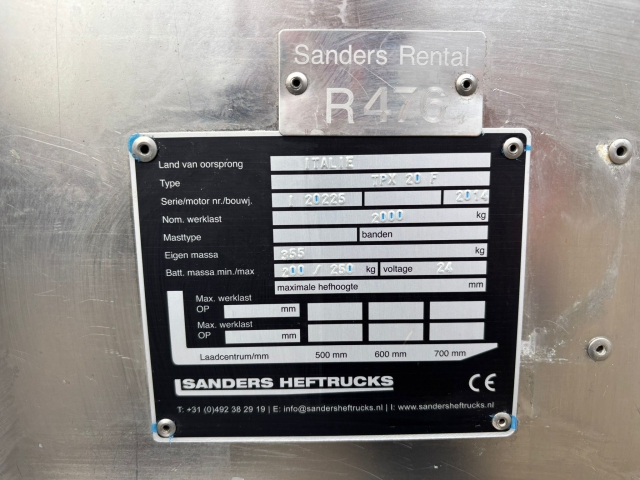 Sanders Rental
R 476
Land van oorsprong ITALIE
Type TPX 20 F
Serie/motor nr./bouwj. I 20225 2014
Nom. werklast 2000 kg
Masttype banden
Eigen massa 355 kg
Batt. massa.min./max 200 / 250 kg voltage 24
maximale hefhoogte mm
Max. werklast
OP mm
Max. werklast
OP mm
Laadcentrum/mm 500 mm 600 mm 700 mm
SANDERS HEFTRUCKS CE
T: +31 (0)492 38 29 19 | E: info@sandersheftrucks.nl | I: www.sandersheftrucks.nl